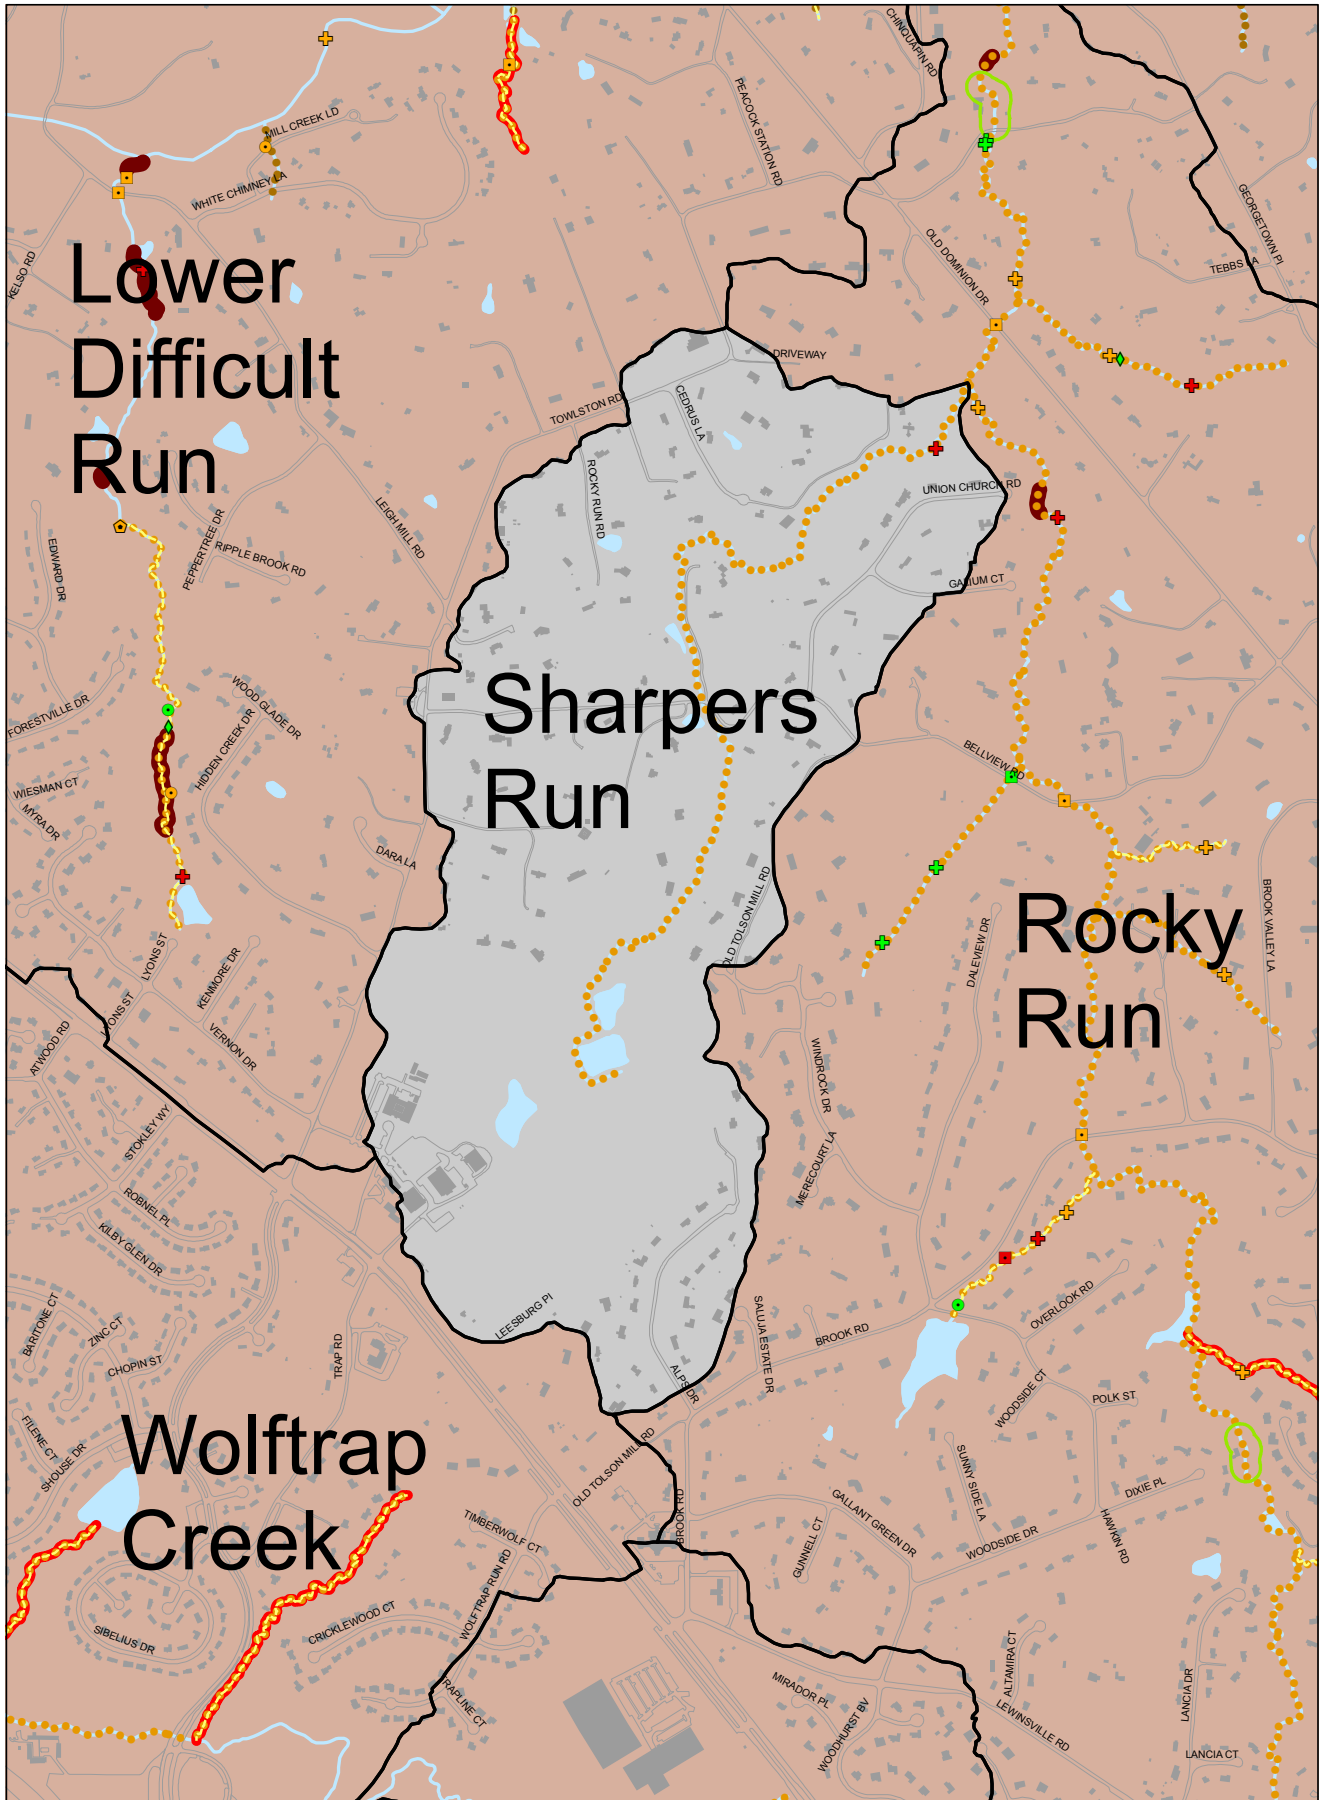 CHINQUAPIN RD
PEACOCK STATION RD
MILL CREEK LD
WHITE CHIMNEY LA
GEORGETOWN PI
TEBBS LA
OLD DOMINION DR
KELSO RD
Lower
Difficult
Run
DRIVEWAY
CEDRUS LA
TOWLSTON RD
ROCKY RUN RD
UNION CHURCH RD
LEIGH MILL RD
PEPPERTREE DR
RIPPLE BROOK RD
EDWARD DR
GALIUM CT
WOOD GLADE DR
HIDDEN CREEK DR
FORESTVILLE DR
Sharpers
Run
WIESMAN CT
MYRA DR
BELLVIEW RD
DARA LA
OLD TOLSON MILL RD
BROOK VALLEY LA
Rocky
Run
DALEVIEW DR
LYONS ST
KENMORE DR
LYONS ST
VERNON DR
ATWOOD RD
WINDROCK DR
STOKLEY WY
MERECOURT LA
ROBNEL PL
KILBY GLEN DR
BARITONE CT
ZINC CT
CHOPIN ST
TRAP RD
LEESBURG PI
ALPS DR
SALUJA ESTATE DR
BROOK RD
OVERLOOK RD
WOODSIDE CT
POLK ST
FILENE CT
SHOUSE DR
Wolftrap
Creek
OLD TOLSON MILL RD
BROOK RD
SUNNY SIDE LA
DIXIE PL
HAWKIN RD
GALLANT GREEN DR
GUNNELL CT
WOODSIDE DR
TIMBERWOLF CT
WOLFTRAP RUN RD
CRICKLEWOOD CT
SIBELIUS DR
TRAPLINE CT
MIRADOR PL
WOODHURST BV
ALTAMIRA CT
LEWINSVILLE RD
LANCIA DR
LANCIA CT